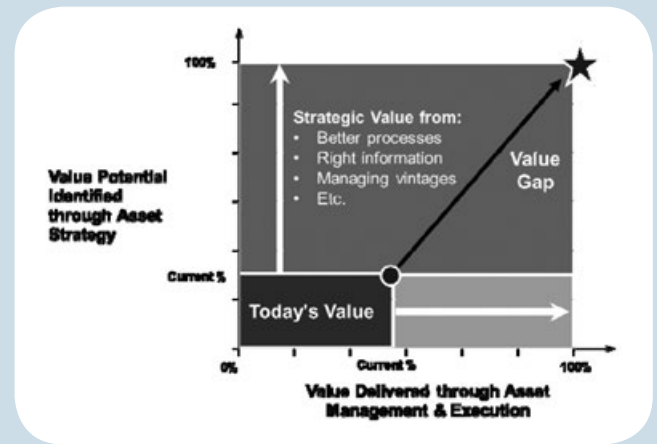 100%
Strategic Value from:
• Better processes
• Right information
• Managing vintages
• Etc.
Value
Gap
Value Potential
Identified
through Asset
Strategy
Current %
Today's Value
0%
Current %
100%
Value Delivered through Asset
Management & Execution